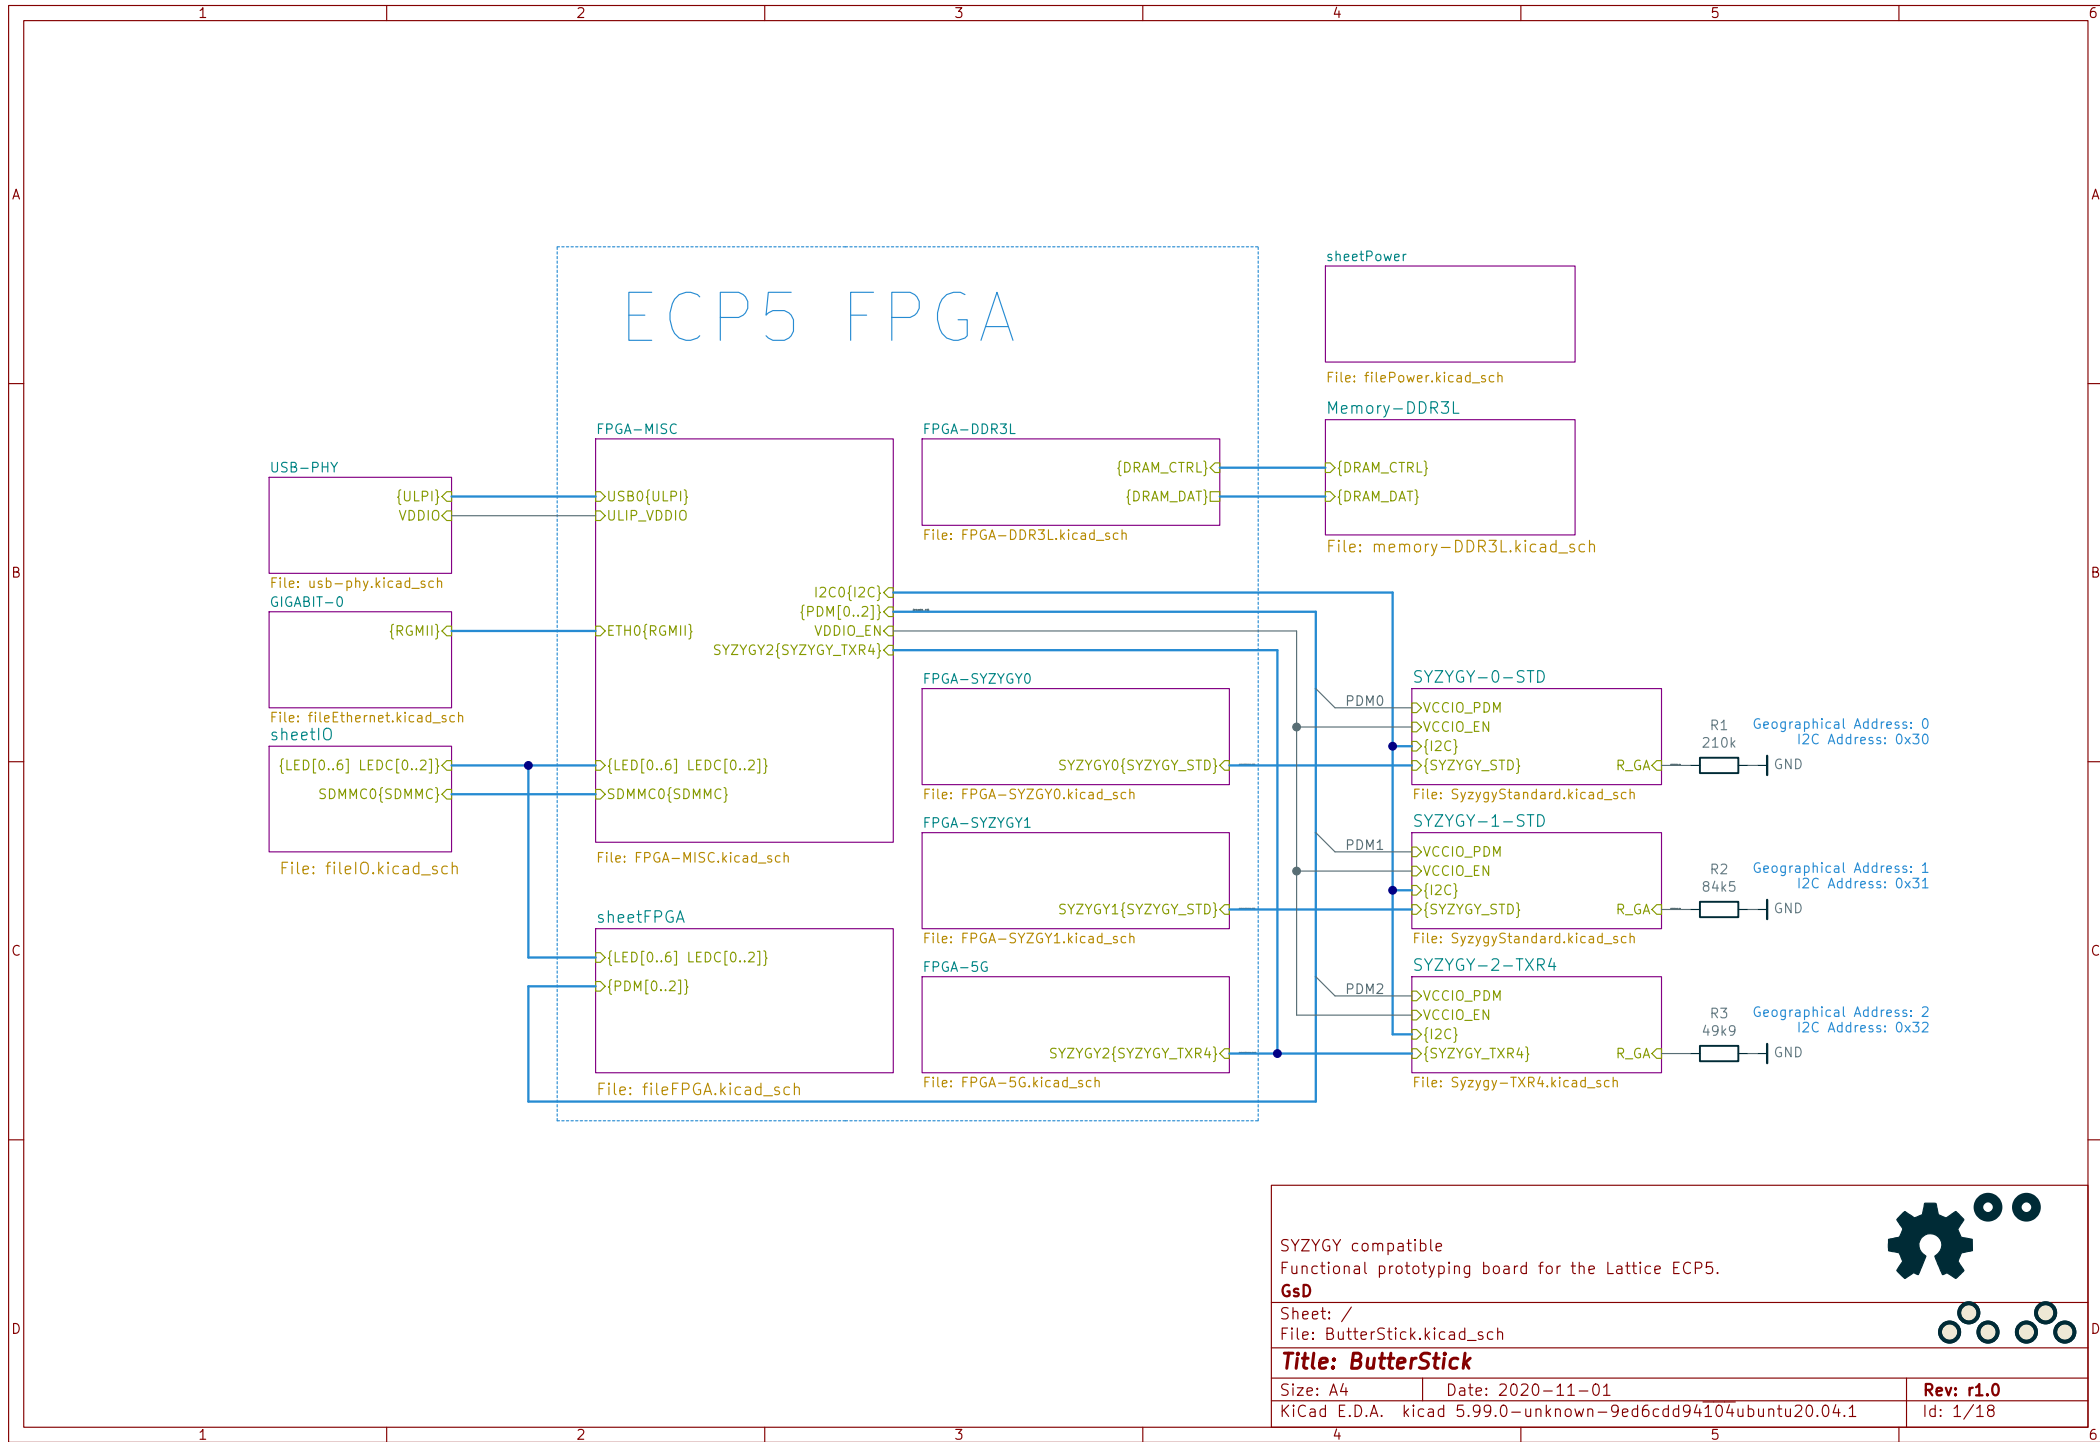 1 2 3 4 5 6
A A
sheetPower
ECP5 FPGA
File: filePower.kicad_sch
Memory-DDR3L
FPGA-MISC
FPGA-DDR3L
USB-PHY
{DRAM_CTRL} {DRAM_CTRL}
{ULPI} USB0{ULPI}
{DRAM_DAT} {DRAM_DAT}
VDDIO ULIP_VDDIO
File: FPGA-DDR3L.kicad_sch
File: memory-DDR3L.kicad_sch
B B
File: usb-phy.kicad_sch
I2C0{I2C}
GIGABIT-0
{PDM[0..2]}
{RGMII} ETH0{RGMII}
VDDIO_EN
SYZYGY2{SYZYGY_TXR4}
FPGA-SYZYGY0
SYZYGY-0-STD
PDM0
VCCIO_PDM
File: fileEthernet.kicad_sch
sheetIO
VCCIO_EN
R1
210k
Geographical Address: 0
I2C Address: 0x30
{I2C}
{LED[0..6] LEDC[0..2]} {LED[0..6] LEDC[0..2]}
SYZYGY0{SYZYGY_STD} {SYZYGY_STD} R_GA GND
SDMMC0{SDMMC} SDMMC0{SDMMC}
File: FPGA-SYZGY0.kicad_sch
File: SyzygyStandard.kicad_sch
FPGA-SYZYGY1
SYZYGY-1-STD
PDM1
VCCIO_PDM
File: FPGA-MISC.kicad_sch
File: fileIO.kicad_sch
VCCIO_EN
R2
84k5
Geographical Address: 1
I2C Address: 0x31
{I2C}
SYZYGY1{SYZYGY_STD} {SYZYGY_STD} R_GA GND
sheetFPGA
File: FPGA-SYZGY1.kicad_sch
File: SyzygyStandard.kicad_sch
C C
{LED[0..6] LEDC[0..2]}
FPGA-5G
SYZYGY-2-TXR4
{PDM[0..2]}
PDM2
VCCIO_PDM
VCCIO_EN
R3
49k9
Geographical Address: 2
I2C Address: 0x32
{I2C}
SYZYGY2{SYZYGY_TXR4} {SYZYGY_TXR4} R_GA GND
File: fileFPGA.kicad_sch
File: FPGA-5G.kicad_sch
File: Syzygy-TXR4.kicad_sch
SYZYGY compatible
Functional prototyping board for the Lattice ECP5.
GsD
Sheet: /
File: ButterStick.kicad_sch
D D
Title: ButterStick
Size: A4 Date: 2020-11-01 Rev: r1.0
KiCad E.D.A. kicad 5.99.0-unknown-9ed6cdd94104ubuntu20.04.1 Id: 1/18
1 2 3 4 5 6